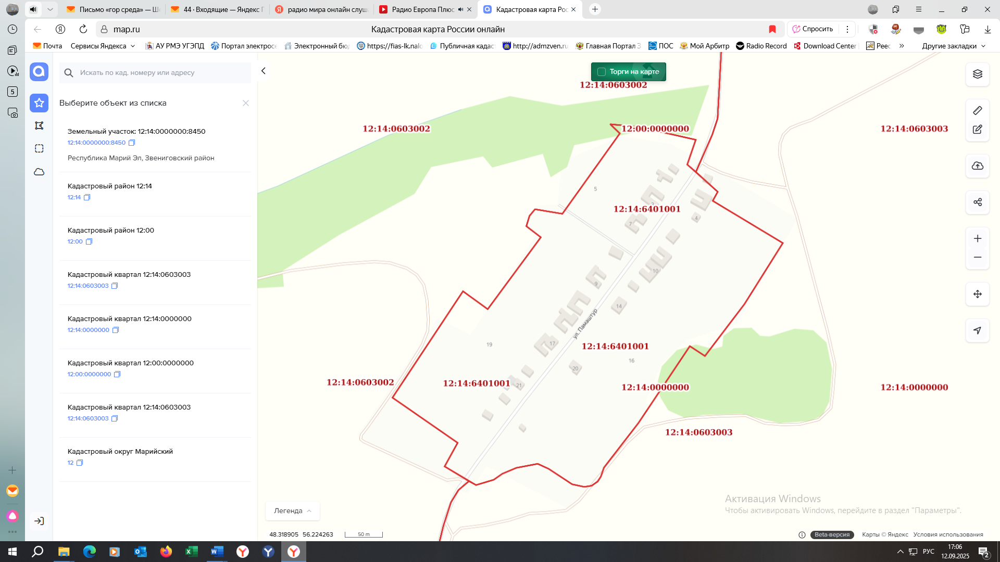 Письмо «гор среда» — Ш
44 · Входящие — Яндекс
радио мира онлайн слуш
Радио Европа Плюс
Кадастровая карта Рос
map.ru
Кадастровая карта России онлайн
Спросить
Почта
Сервисы Яндекса
АУ РМЭ УГЭПД
Портал электросе
Электронный бюд
https://fias-lk.nalo
Публичная кадас
http://admzven.ru
Главная Портал З
ПОС
Мой Арбитр
Radio Record
Download Center
Реес
»
Другие закладки
5
Искать по кад. номеру или адресу
Выберите объект из списка
Земельный участок: 12:14:0000000:8450
12:14:0000000:8450
Республика Марий Эл, Звениговский район
Кадастровый район 12:14
12:14
Кадастровый район 12:00
12:00
Кадастровый квартал 12:14:0603003
12:14:0603003
Кадастровый квартал 12:14:0000000
12:14:0000000
Кадастровый квартал 12:00:0000000
12:00:0000000
Кадастровый квартал 12:14:0603003
12:14:0603003
Кадастровый округ Марийский
12
Торги на карте
12:14:0603002
12:14:0603002
12:00:0000000
12:14:0603003
5
3
12:14:6401001
7
4
10
9
14
ул. Памаштур
19
17
12:14:6401001
16
20
12:14:0603002
12:14:6401001
21
12:14:0000000
12:14:0000000
12:14:0603003
Активация Windows
Чтобы активировать Windows, перейдите в раздел "Параметры".
Легенда
48.318905 56.224263
50 m
Beta-версия
Карты © Яндекс
Условия использования
РУС
17:06
12.09.2025
2